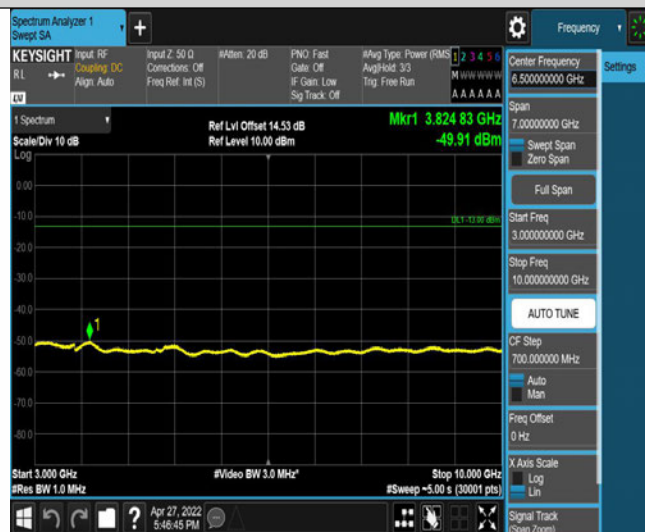 Spectrum Analyzer 1
Swept SA
Frequency
KEYSIGHT
Input: RF
Coupling: DC
Align: Auto
Input Z: 50 Ω
Corrections: Off
Freq Ref: Int (S)
#Atten: 20 dB
PNO: Fast
Gate: Off
IF Gain: Low
Sig Track: Off
#Avg Type: Power (RMS
Avg|Hold: 3/3
Trig: Free Run
1 2 3 4 5 6
M W W W W W
A A A A A A
R L
LXI
Center Frequency
6.500000000 GHz
Settings
Span
7.00000000 GHz
Swept Span
Zero Span
Full Span
Start Freq
3.000000000 GHz
Stop Freq
10.000000000 GHz
AUTO TUNE
CF Step
700.000000 MHz
Auto
Man
Freq Offset
0 Hz
X Axis Scale
Log
Lin
Signal Track
(Span Zoom)
1 Spectrum
Scale/Div 10 dB
Log
Ref Lvl Offset 14.53 dB
Ref Level 10.00 dBm
Mkr1 3.824 83 GHz
-49.91 dBm
0.00
-10.0
DL1 -13.00 dBm
-20.0
-30.0
-40.0
1
-50.0
-60.0
-70.0
-80.0
Start 3.000 GHz
#Video BW 3.0 MHz*
Stop 10.000 GHz
#Res BW 1.0 MHz
#Sweep ~5.00 s (30001 pts)
?
Apr 27, 2022
5:46:45 PM